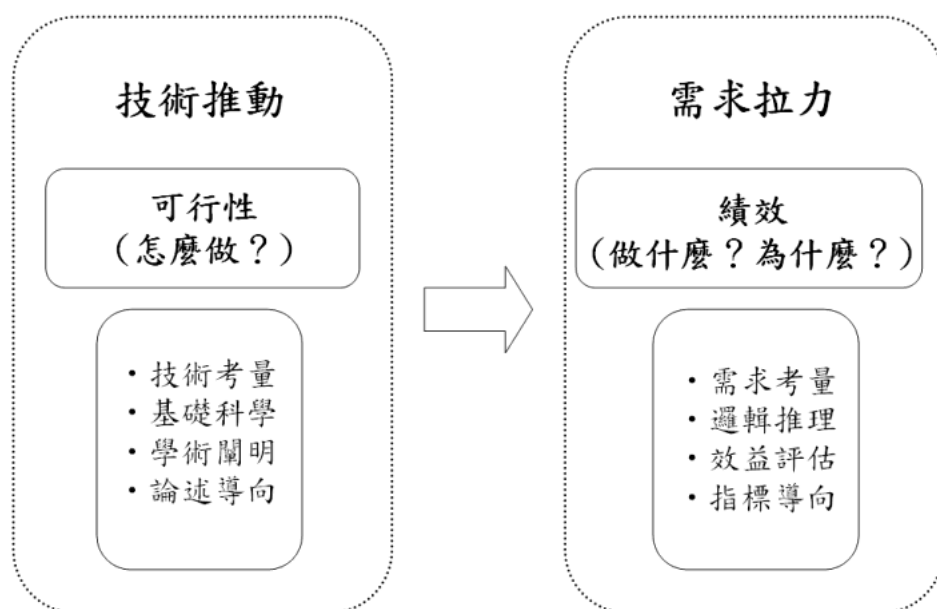 技術推動
可行性
(怎麼做?)
・技術考量
・基礎科學
・學術闡明
・論述導向
需求拉力
績效
(做什麼?為什麼?)
・需求考量
・邏輯推理
・效益評估
・指標導向